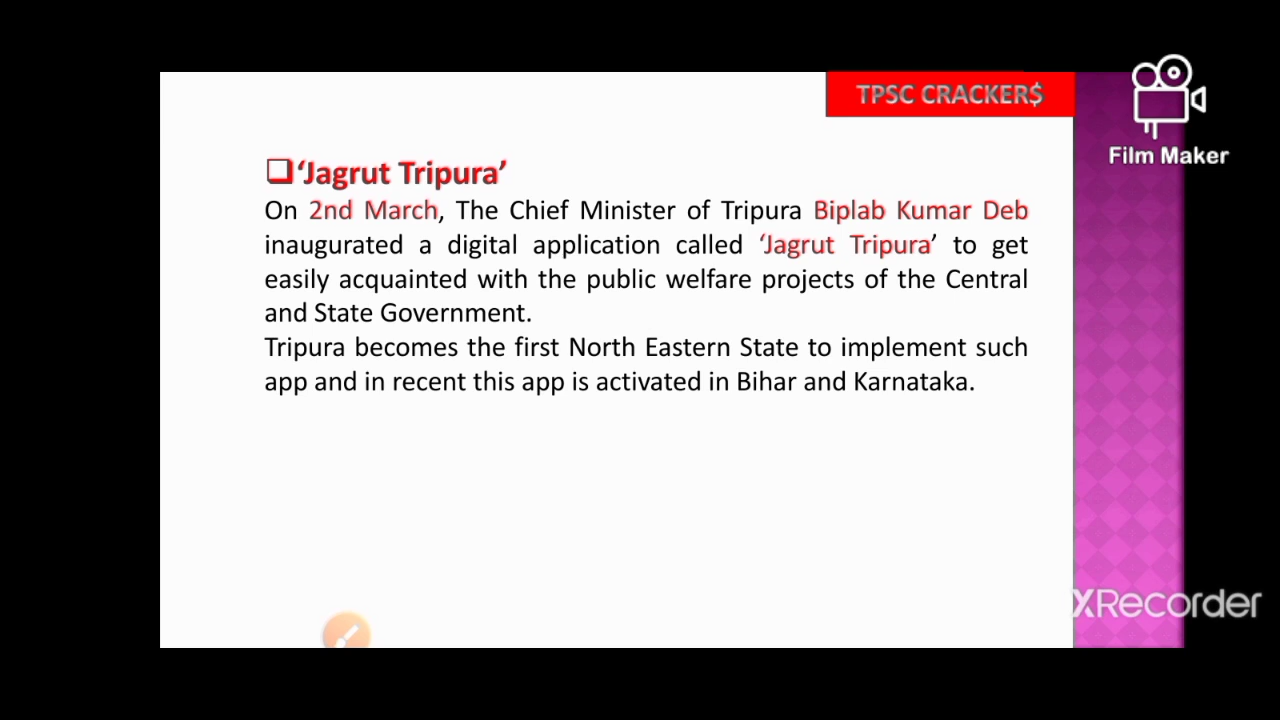 TPSC CRACKER$
Film Maker
❑'Jagrut Tripura'
On 2nd March, The Chief Minister of Tripura Biplab Kumar Deb
inaugurated a digital application called 'Jagrut Tripura' to get
easily acquainted with the public welfare projects of the Central
and State Government.
Tripura becomes the first North Eastern State to implement such
app and in recent this app is activated in Bihar and Karnataka.
XRecorder